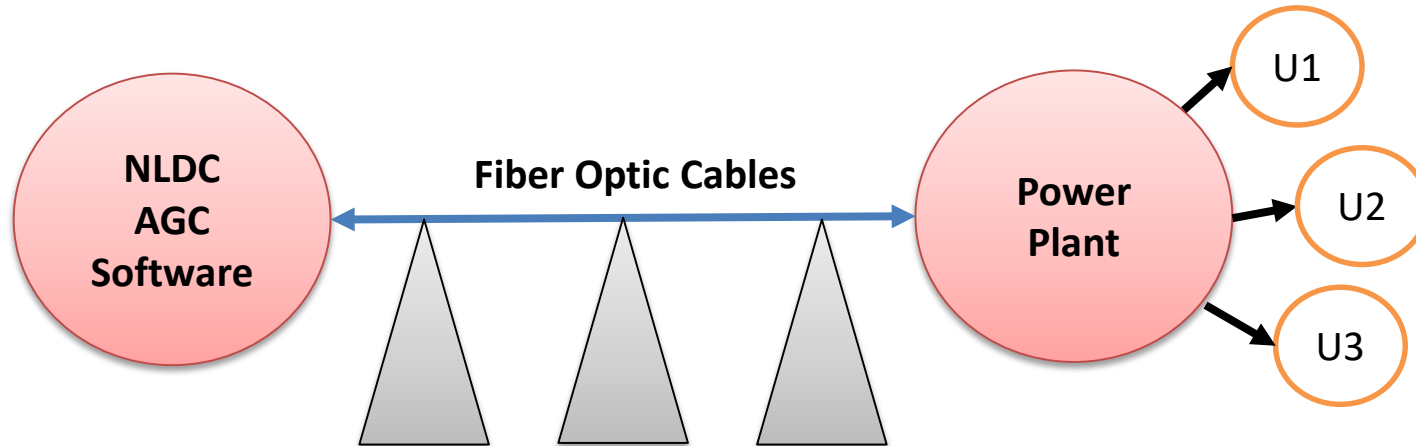 NLDC
AGC
Software
Fiber Optic Cables
Power
Plant
U1
U2
U3